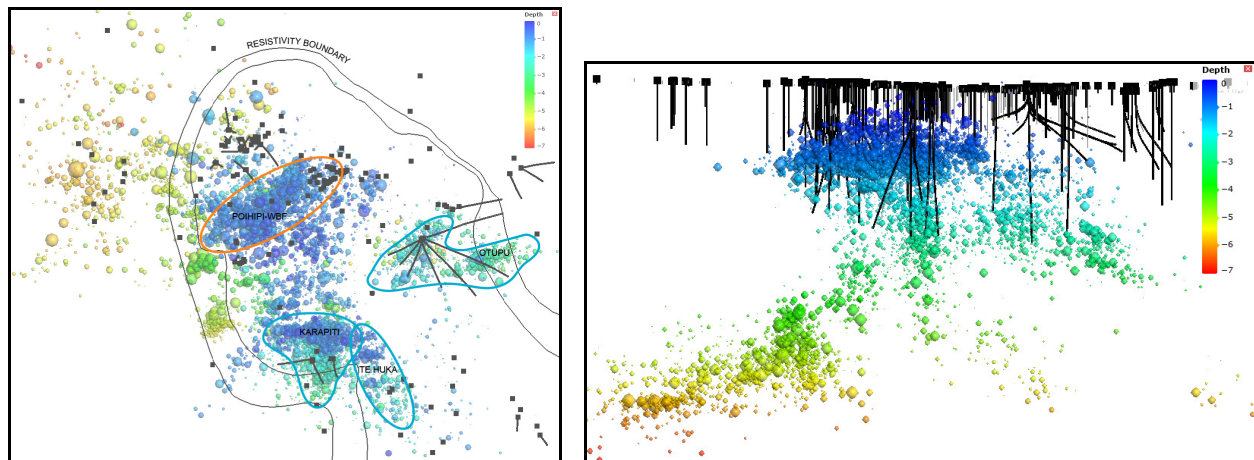 Depth
0
-1
-2
-3
-4
-5
-6
-7
RESISTIVITY BOUNDARY
POIHIPI-WBF
OTUPU
KARAPITI
TE HUKA
Depth
0
-1
-2
-3
-4
-5
-6
-7